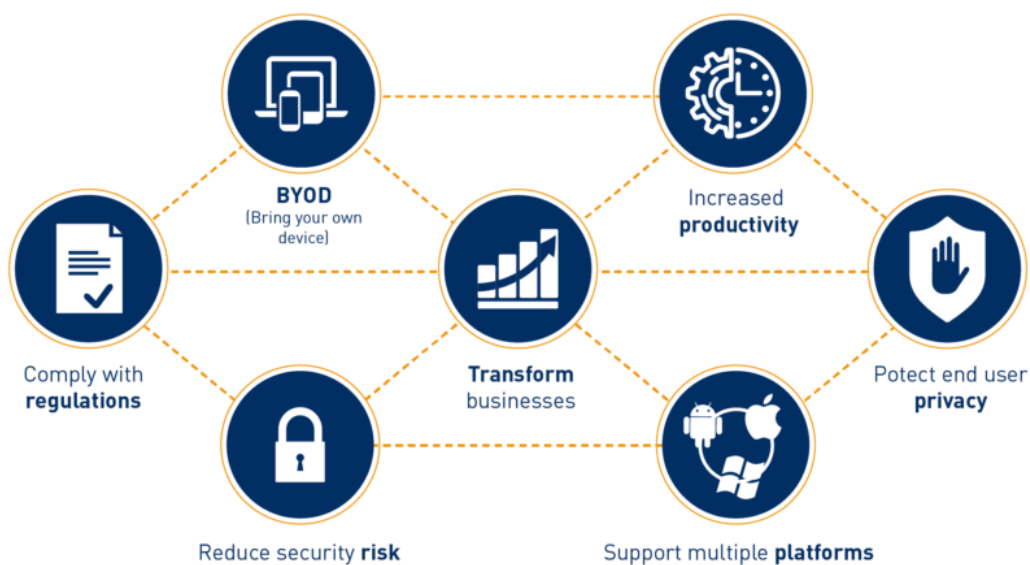 BYOD
(Bring your own
device)
Increased
productivity
Comply with
regulations
Transform
businesses
Potect end user
privacy
Reduce security risk
Support multiple platforms